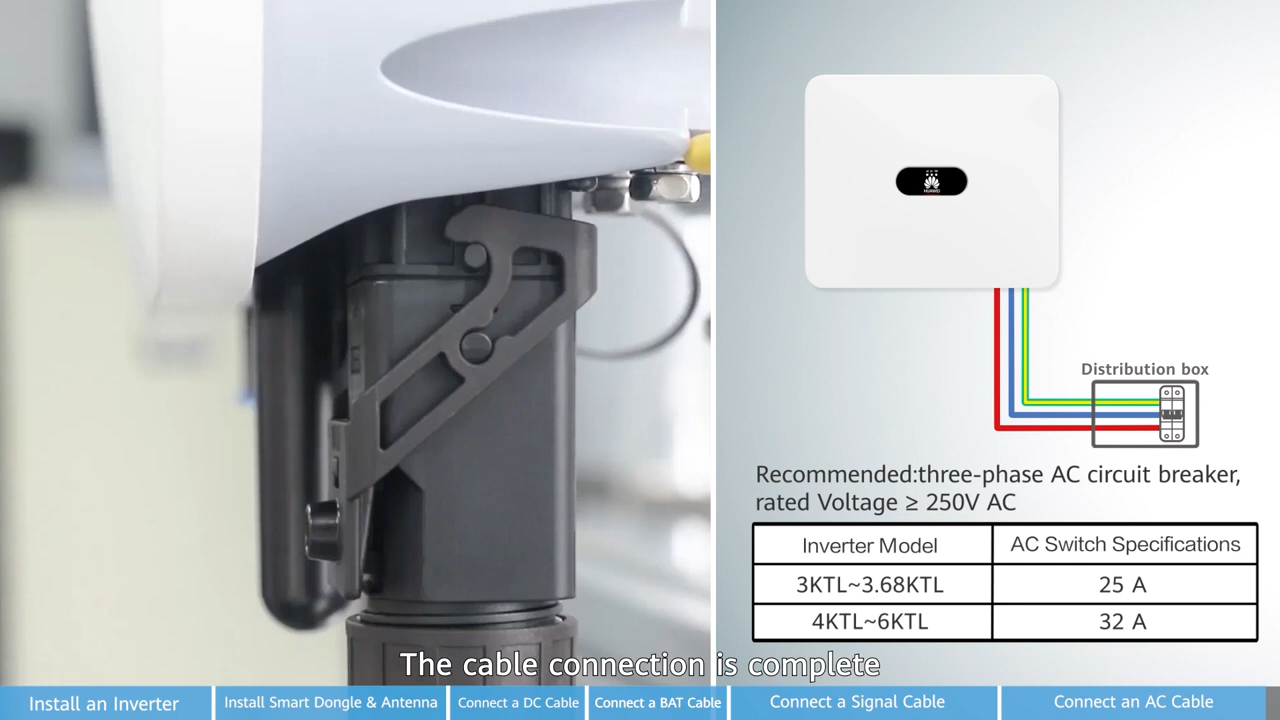 HUAWEI
Distribution box
Recommended:three-phase AC circuit breaker,
rated Voltage ≥ 250V AC
Inverter Model AC Switch Specifications
3KTL~3.68KTL 25 A
4KTL~6KTL 32 A
The cable connection is complete
Install an Inverter Install Smart Dongle & Antenna Connect a DC Cable Connect a BAT Cable Connect a Signal Cable Connect an AC Cable